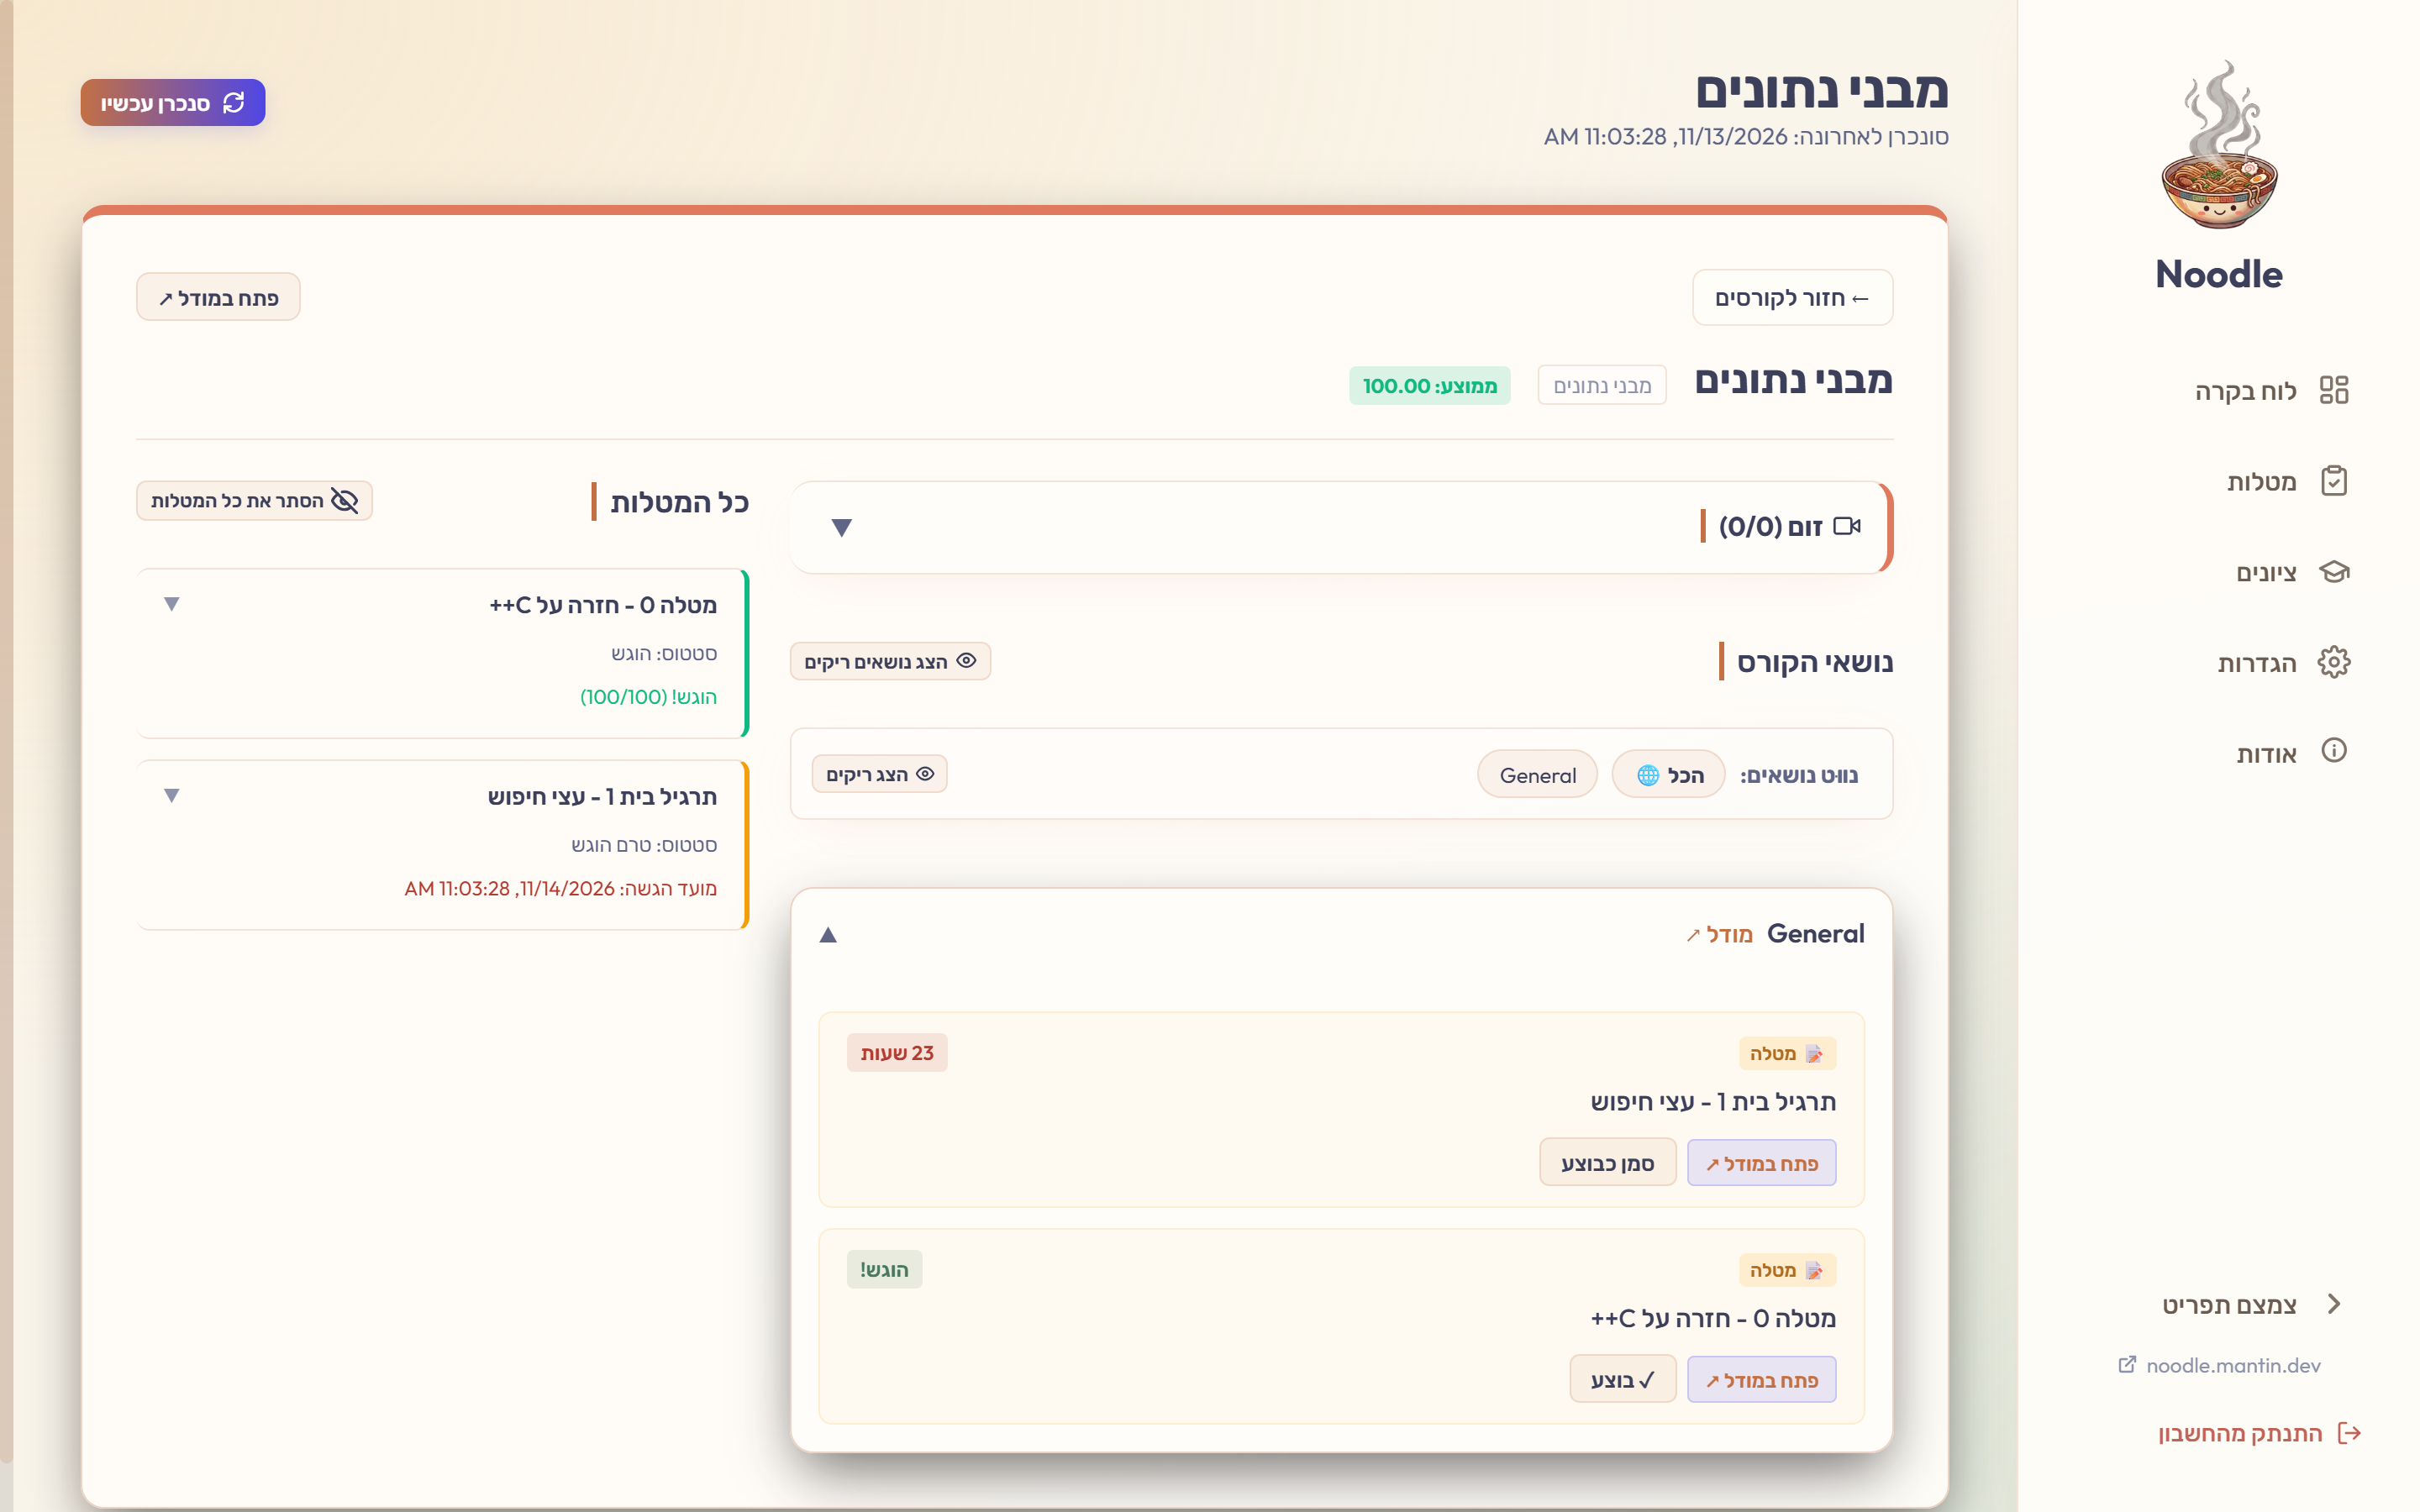 Noodle
לוח בקרה
מטלות
ציונים
הגדרות
אודות
צמצם תפריט
noodle.mantin.dev
התנתק מהחשבון
מבני נתונים
סונכרן לאחרונה: 11/13/2026, 11:03:28 AM
סנכרן עכשיו
← חזור לקורסים
פתח במודל ↗
מבני נתונים
מבני נתונים
ממוצע: 100.00
זום (0/0)
▼
נושאי הקורס
הצג נושאים ריקים
נווט נושאים:
הכל 🌐
General
הצג ריקים
General
מודל ↗
▲
📝 מטלה
23 שעות
תרגיל בית 1 - עצי חיפוש
פתח במודל ↗
סמן כבוצע
📝 מטלה
הוגש!
מטלה 0 - חזרה על C++
פתח במודל ↗
✓ בוצע
כל המטלות
הסתר את כל המטלות
מטלה 0 - חזרה על C++
▼
סטטוס: הוגש
הוגש! (100/100)
תרגיל בית 1 - עצי חיפוש
▼
סטטוס: טרם הוגש
מועד הגשה: 11/14/2026, 11:03:28 AM